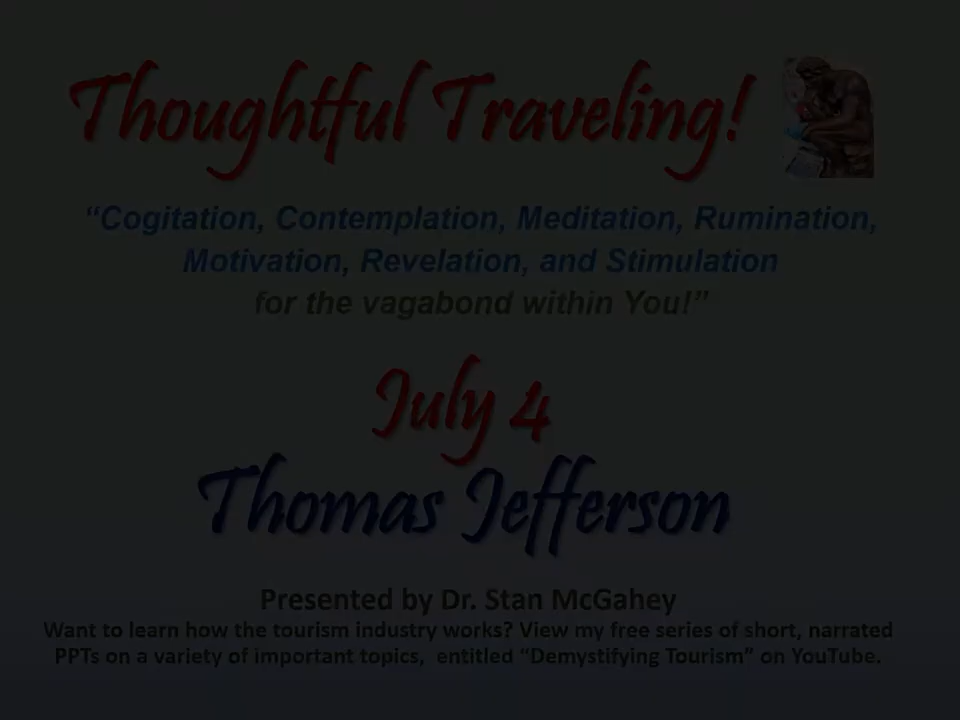 Thoughtful Traveling!
“Cogitation, Contemplation, Meditation, Rumination,
Motivation, Revelation, and Stimulation
for the vagabond within You!”
July 4
Thomas Jefferson
Presented by Dr. Stan McGahey
Want to learn how the tourism industry works? View my free series of short, narrated
PPTs on a variety of important topics, entitled “Demystifying Tourism” on YouTube.